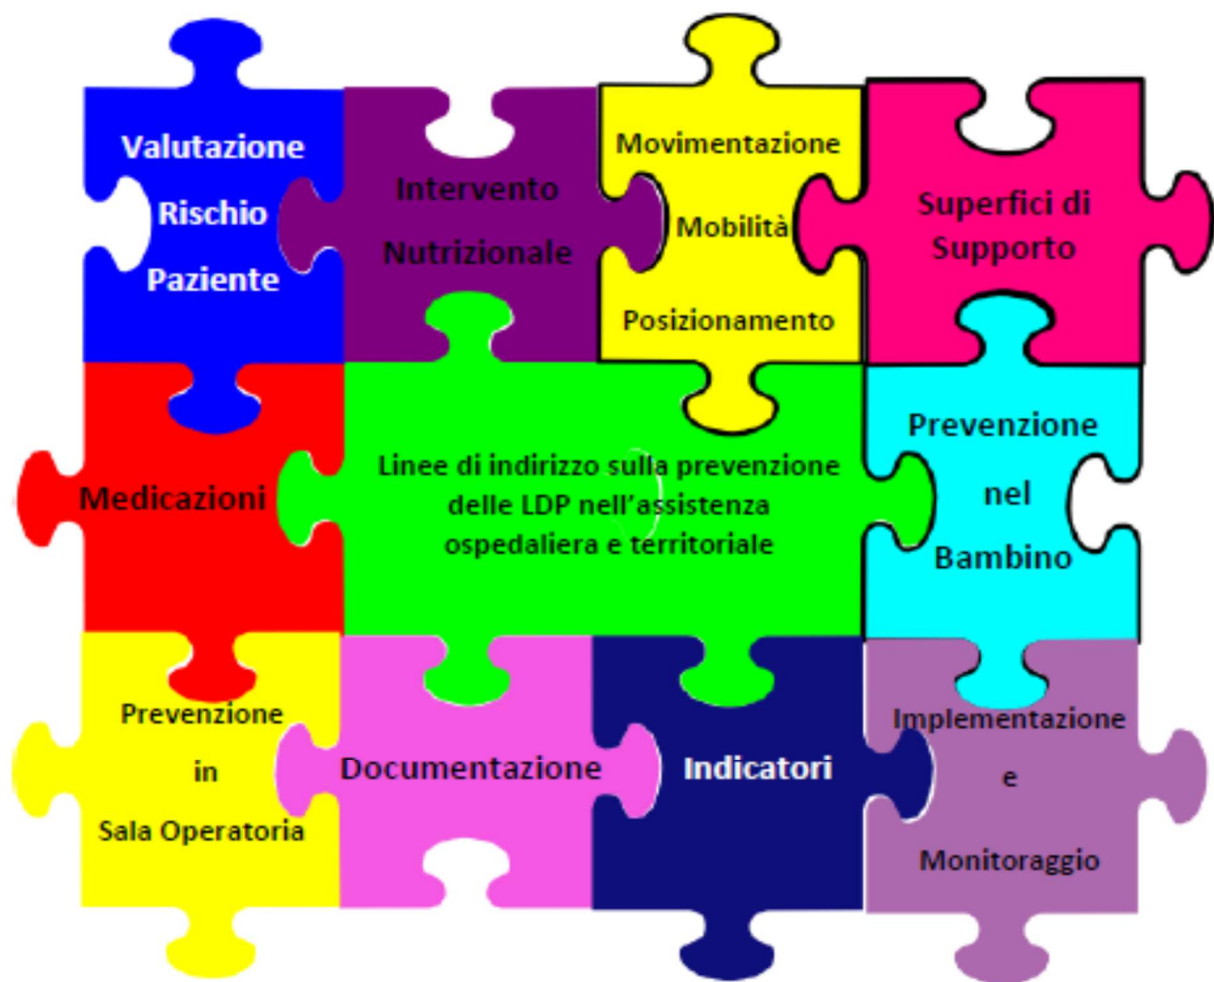 Valutazione
Rischio
Paziente
Intervento
Nutrizionale
Movimentazione
Mobilità
Posizionamento
Superfici di
Supporto
Medicazioni
Linee di indirizzo sulla prevenzione
delle LDP nell'assistenza
ospedaliera e territoriale
Prevenzione
nel
Bambino
Prevenzione
in
Sala Operatoria
Documentazione
Indicatori
Implementazione
e
Monitoraggio